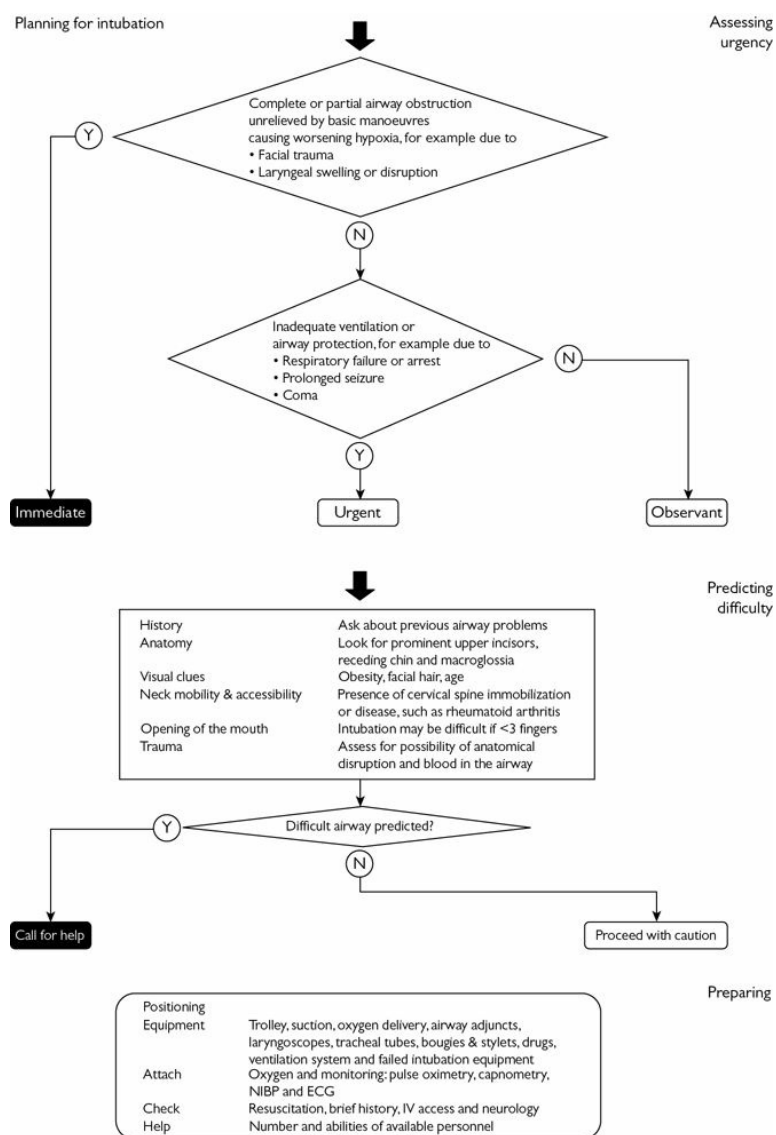 Planning for intubation
Assessing
urgency
Complete or partial airway obstruction
unrelieved by basic manoeuvres
causing worsening hypoxia, for example due to
• Facial trauma
• Laryngeal swelling or disruption
Y
N
Inadequate ventilation or
airway protection, for example due to
• Respiratory failure or arrest
• Prolonged seizure
• Coma
N
Y
Immediate
Urgent
Observant
Predicting
difficulty
History Ask about previous airway problems
Anatomy Look for prominent upper incisors,
receding chin and macroglossia
Visual clues Obesity, facial hair, age
Neck mobility & accessibility Presence of cervical spine immobilization
or disease, such as rheumatoid arthritis
Opening of the mouth Intubation may be difficult if <3 fingers
Trauma Assess for possibility of anatomical
disruption and blood in the airway
Y
Difficult airway predicted?
N
Call for help
Proceed with caution
Preparing
Positioning
Equipment Trolley, suction, oxygen delivery, airway adjuncts,
laryngoscopes, tracheal tubes, bougies & stylets, drugs,
ventilation system and failed intubation equipment
Attach Oxygen and monitoring: pulse oximetry, capnometry,
NIBP and ECG
Check Resuscitation, brief history, IV access and neurology
Help Number and abilities of available personnel